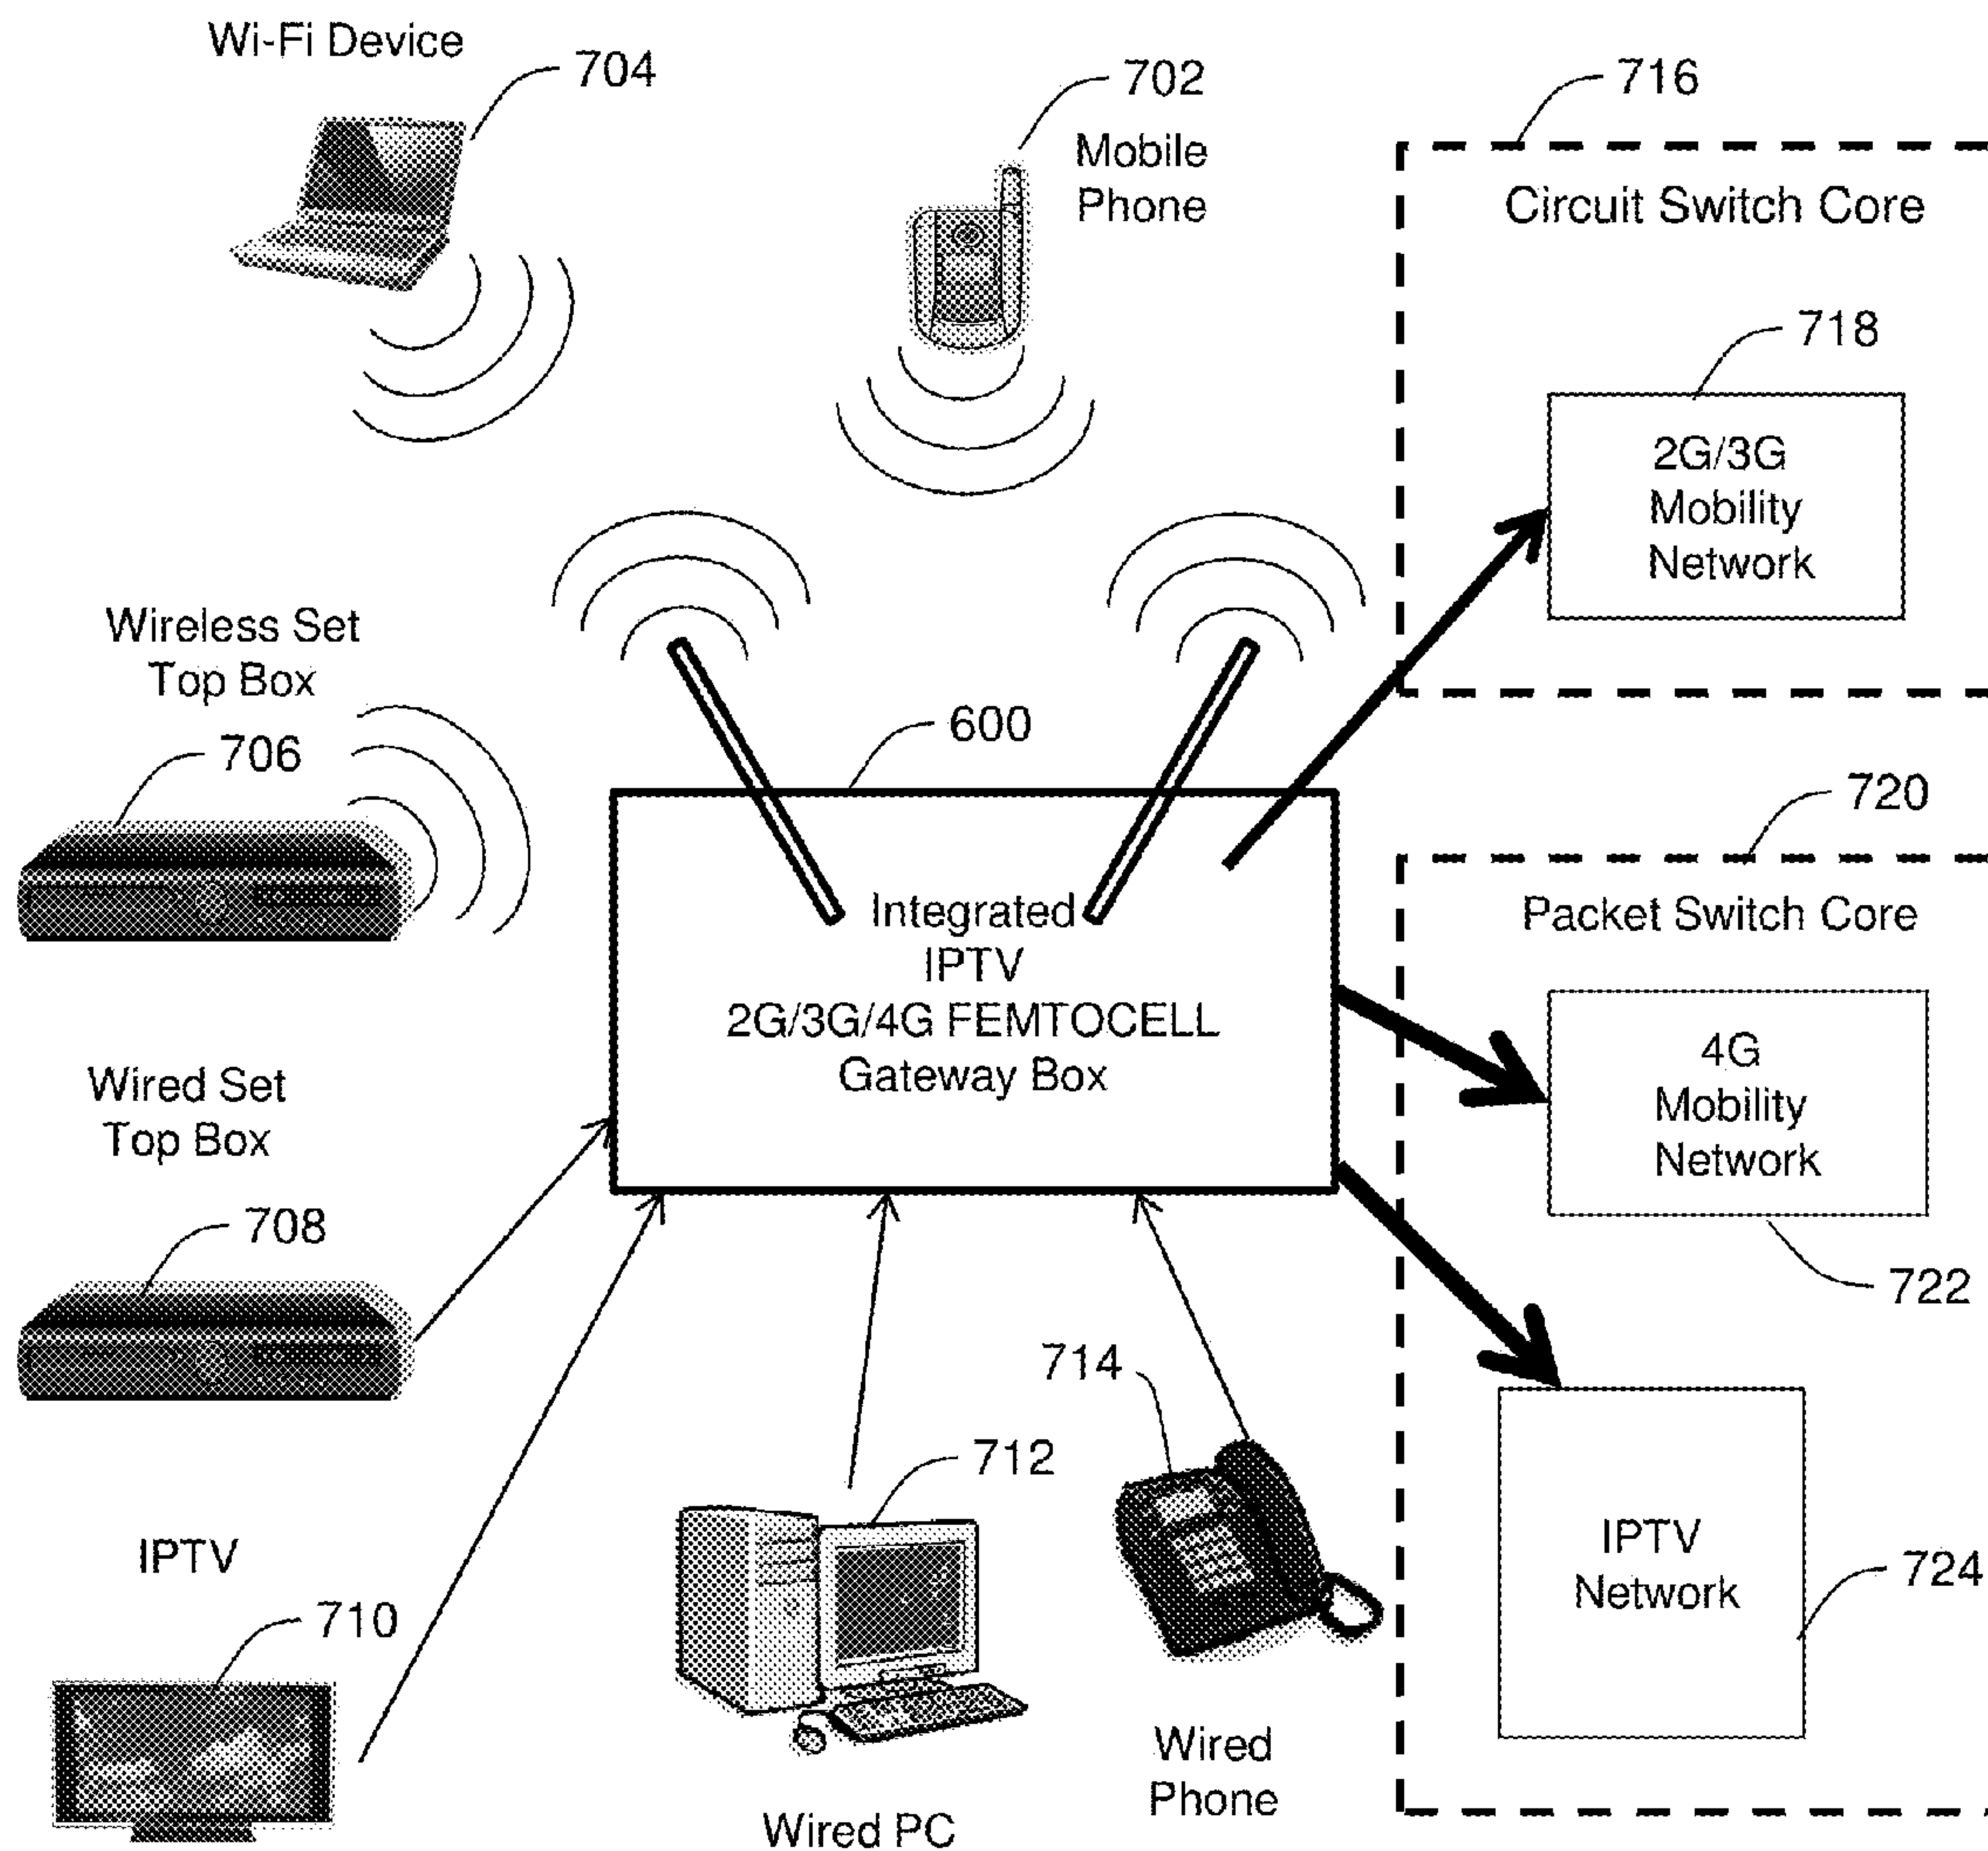 Wi-Fi Device
704
702
Mobile
Phone
716
Circuit Switch Core
718
2G/3G
Mobility
Network
Wireless Set
Top Box
706
600
Integrated
IPTV
2G/3G/4G FEMTOCELL
Gateway Box
720
Packet Switch Core
4G
Mobility
Network
722
Wired Set
Top Box
708
714
712
IPTV
710
IPTV
Network
724
Wired
Phone
Wired PC